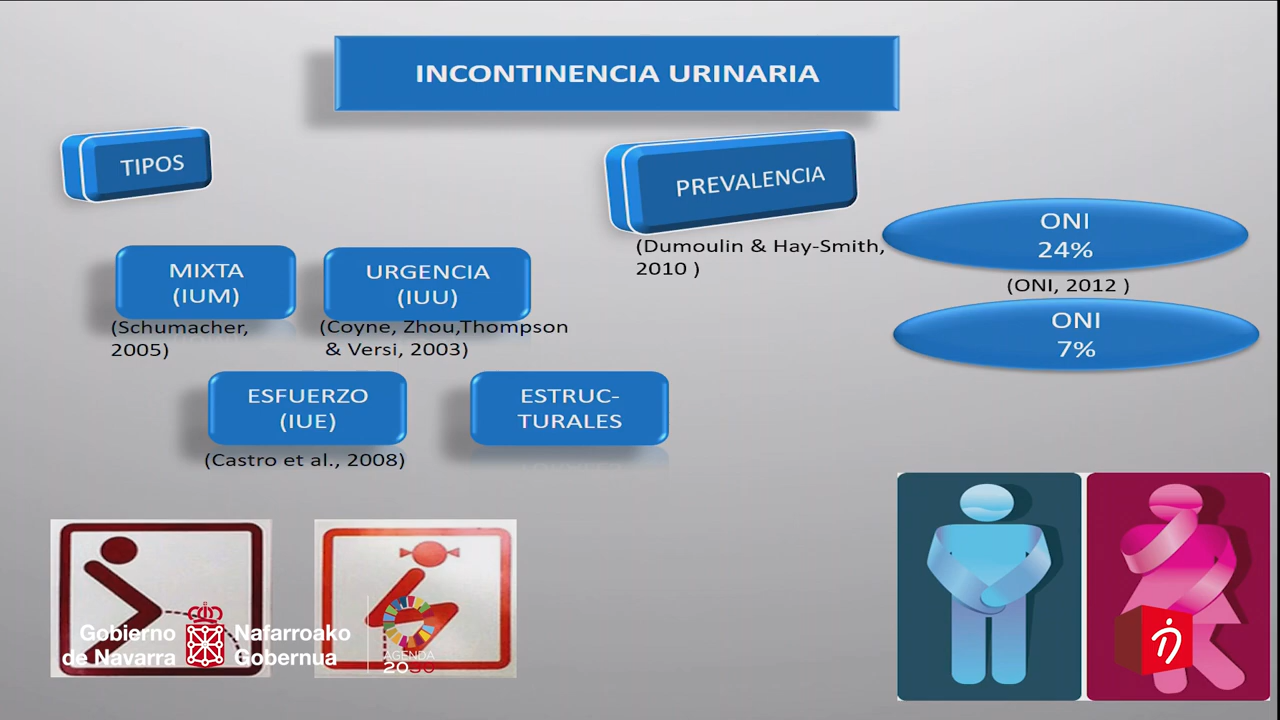 INCONTINENCIA URINARIA
TIPOS
PREVALENCIA
(Dumoulin & Hay-Smith,
2010 )
ONI
24%
(ONI, 2012 )
ONI
7%
MIXTA
(IUM)
(Schumacher,
2005)
URGENCIA
(IUU)
(Coyne, Zhou,Thompson
& Versi, 2003)
ESFUERZO
(IUE)
(Castro et al., 2008)
ESTRUC-
TURALES
Gobierno
de Navarra
Nafarroako
Gobernua
AGENDA
2030